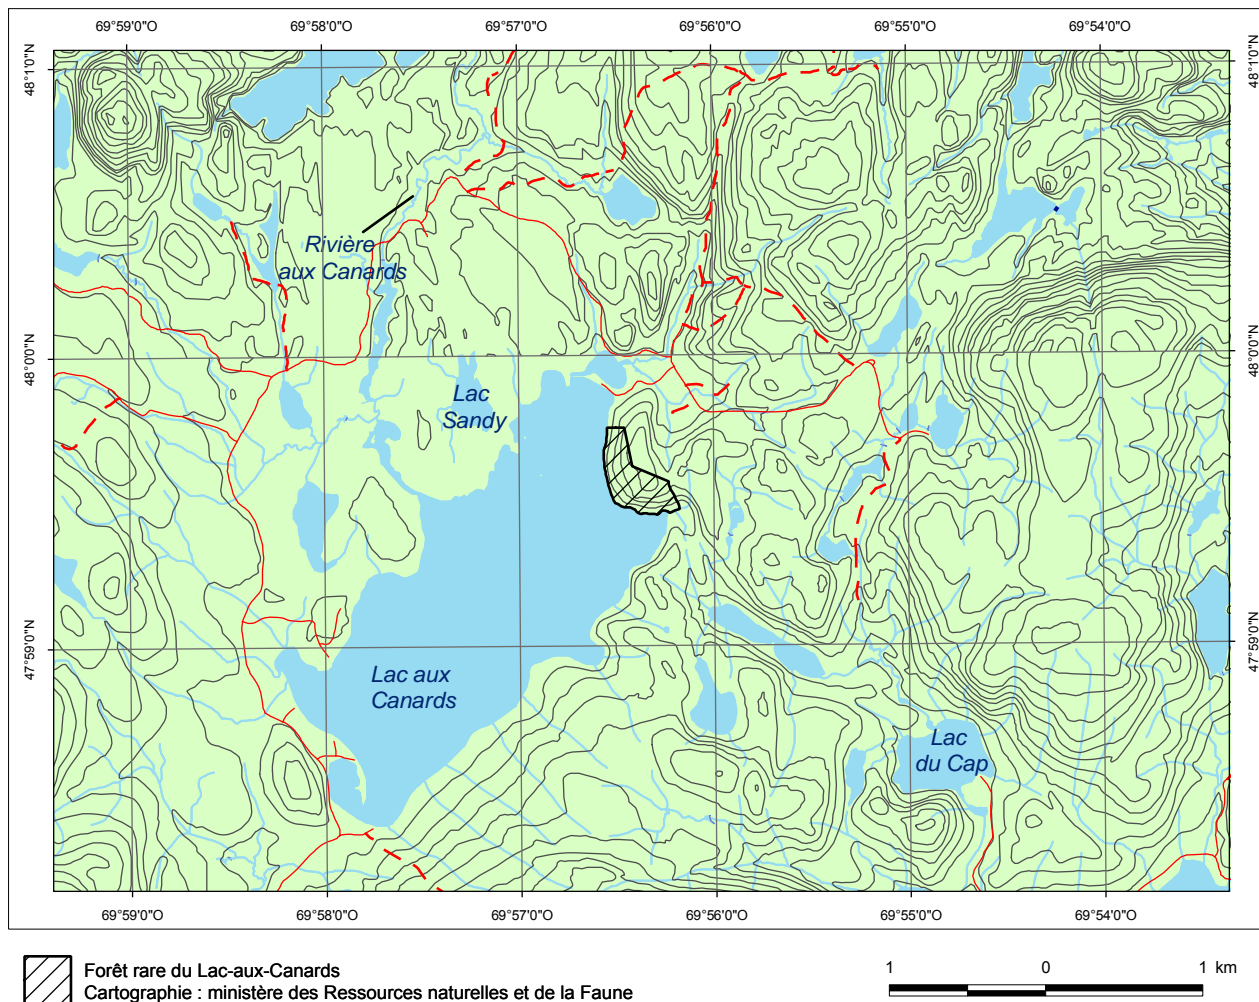 69°59'0"O 69°58'0"O 69°57'0"O 69°56'0"O 69°55'0"O 69°54'0"O
48°1'0"N 48°1'0"N
Rivière
aux Canards
48°0'0"N 48°0'0"N
Lac
Sandy
47°59'0"N 47°59'0"N
Lac aux
Canards
Lac
du Cap
69°59'0"O 69°58'0"O 69°57'0"O 69°56'0"O 69°55'0"O 69°54'0"O
Forêt rare du Lac-aux-Canards
Cartographie : ministère des Ressources naturelles et de la Faune
1 0 1 km